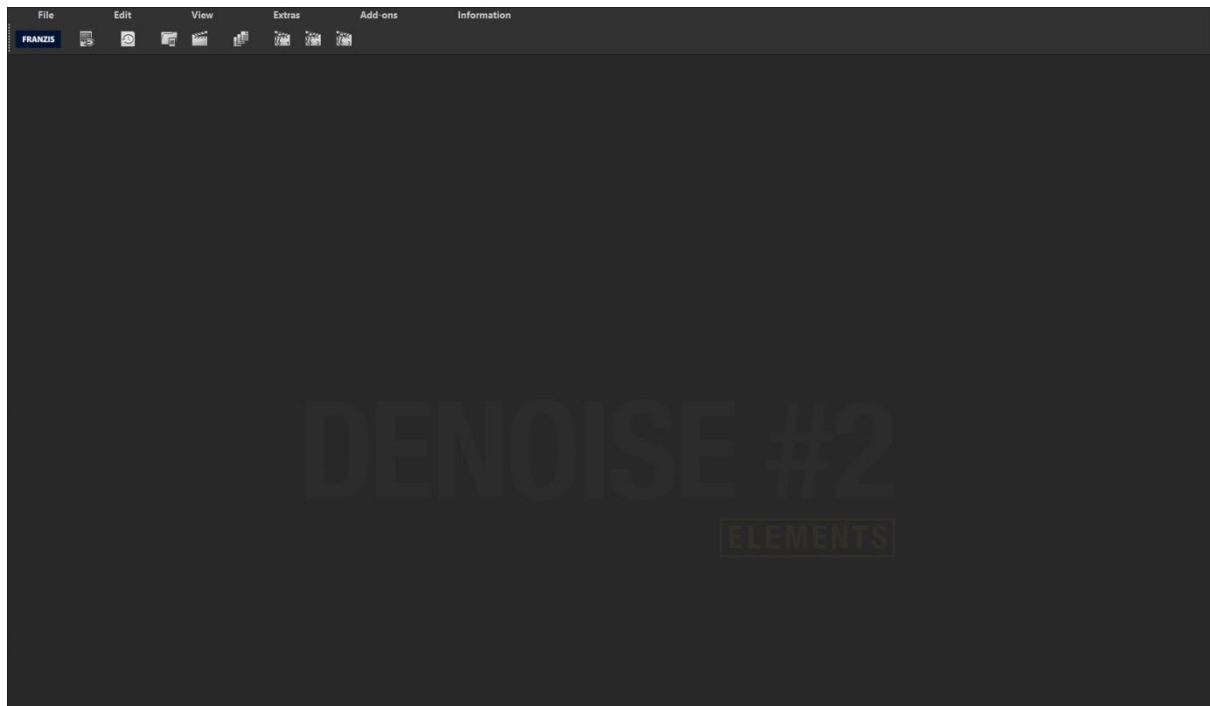 File Edit View Extras Add-ons Information
FRANZIS
DENOISE #2
ELEMENTS